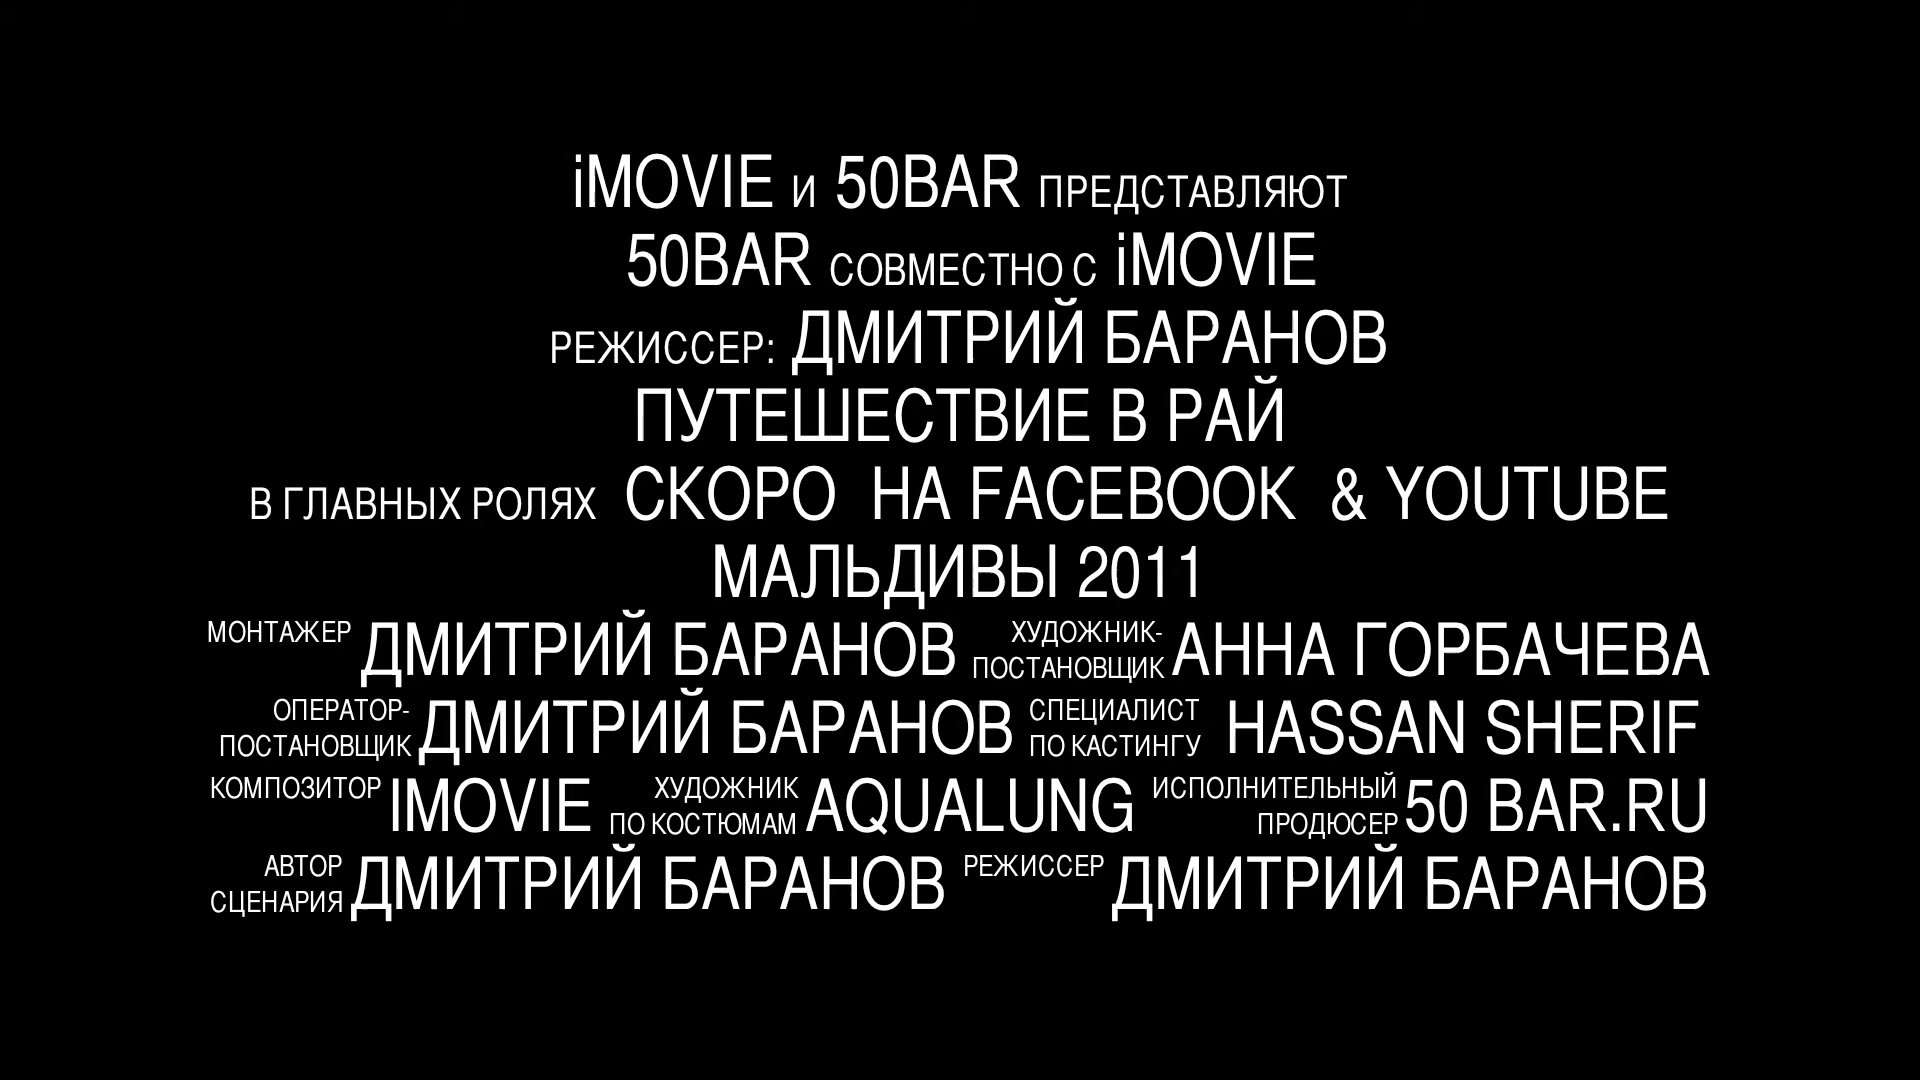 iMOVIE И 50BAR ПРЕДСТАВЛЯЮТ
50BAR СОВМЕСТНО С iMOVIE
РЕЖИССЕР: ДМИТРИЙ БАРАНОВ
ПУТЕШЕСТВИЕ В РАЙ
В ГЛАВНЫХ РОЛЯХ СКОРО НА FACEBOOK & YOUTUBE
МАЛЬДИВЫ 2011
МОНТАЖЕР ДМИТРИЙ БАРАНОВ ХУДОЖНИК-ПОСТАНОВЩИК АННА ГОРБАЧЕВА
ОПЕРАТОР-ПОСТАНОВЩИК ДМИТРИЙ БАРАНОВ СПЕЦИАЛИСТ ПО КАСТИНГУ HASSAN SHERIF
КОМПОЗИТОР IMOVIE ХУДОЖНИК ПО КОСТЮМАМ AQUALUNG ИСПОЛНИТЕЛЬНЫЙ ПРОДЮСЕР 50 BAR.RU
АВТОР СЦЕНАРИЯ ДМИТРИЙ БАРАНОВ РЕЖИССЕР ДМИТРИЙ БАРАНОВ